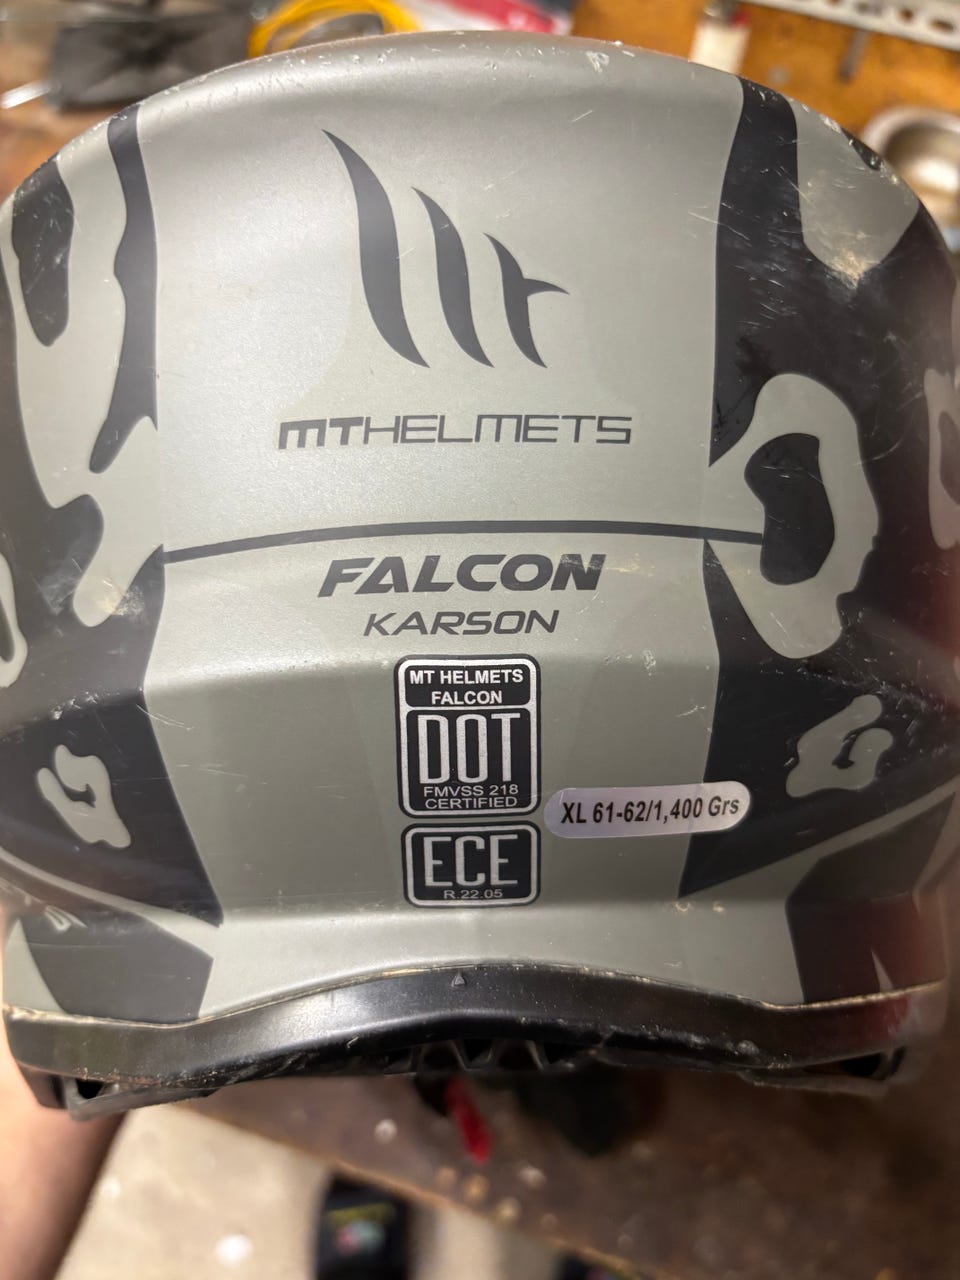 MTHELMETS
FALCON
KARSON
MT HELMETS
FALCON
DOT
FMVSS 218
CERTIFIED
XL 61-62/1,400 Grs
ECE
R.22.05